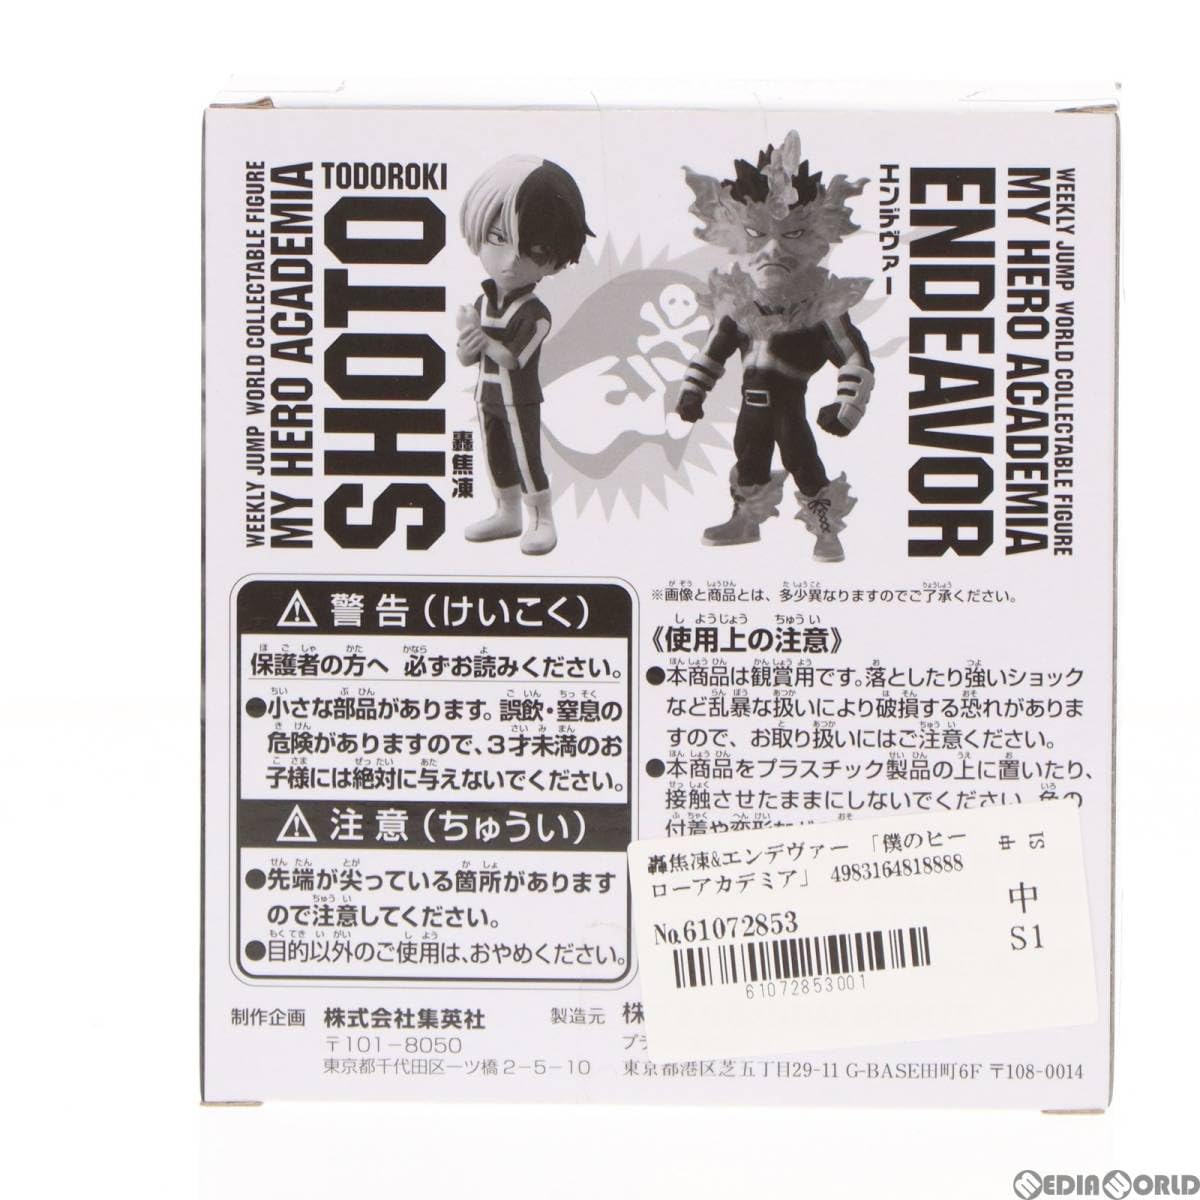 WEEKLY JUMP WORLD COLLECTABLE FIGURE
MY HERO ACADEMIA
TODOROKI
SHOTO
轟焦凍
エンデヴァー
ENDEAVOR
MY HERO ACADEMIA
WEEKLY JUMP WORLD COLLECTABLE FIGURE
警告(けいこく)
保護者の方へ 必ずお読みください。
●小さな部品があります。誤飲・窒息の
危険がありますので、3才未満のお
子様には絶対に与えないでください。
注意(ちゅうい)
●先端が尖っている箇所があります
ので注意してください。
●目的以外のご使用は、おやめください。
※画像と商品とは、多少異なりますのでご了承ください。
《使用上の注意》
●本商品は観賞用です。落としたり強いショック
など乱暴な扱いにより破損する恐れがありま
すので、お取り扱いにはご注意ください。
●本商品をプラスチック製品の上に置いたり、
接触させたままにしないでください。色の
付着や変形など
轟焦凍&エンデヴァー 「僕のヒー
ローアカデミア」 4983164818888
No.61072853
61072853001
S1
中
中
S1
制作企画 株式会社集英社
〒101-8050
東京都千代田区一ツ橋2-5-10
製造元 株
プラ
東京都港区芝五丁目29-11 G-BASE田町6F 〒108-0014
MEDIAWORLD